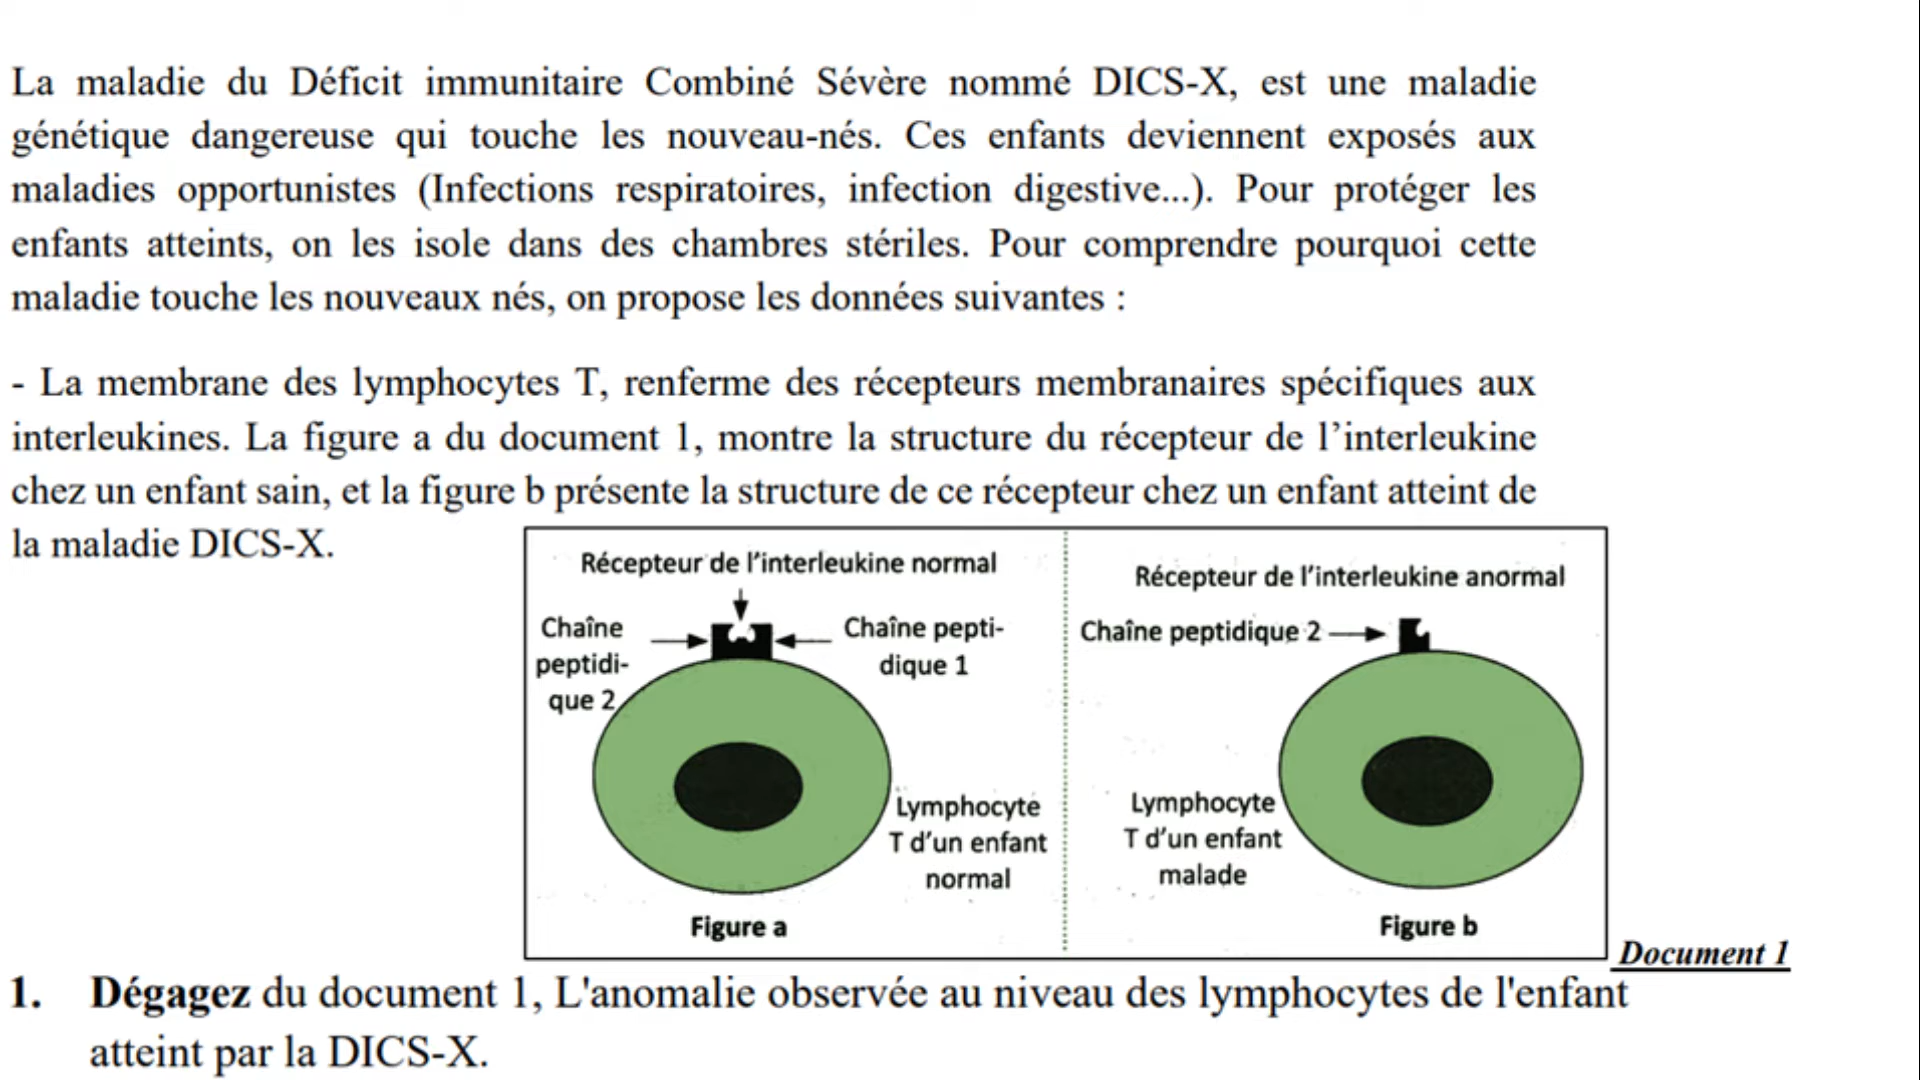 La maladie du Déficit immunitaire Combiné Sévère nommé DICS-X, est une maladie
génétique dangereuse qui touche les nouveau-nés. Ces enfants deviennent exposés aux
maladies opportunistes (Infections respiratoires, infection digestive...). Pour protéger les
enfants atteints, on les isole dans des chambres stériles. Pour comprendre pourquoi cette
maladie touche les nouveaux nés, on propose les données suivantes :
- La membrane des lymphocytes T, renferme des récepteurs membranaires spécifiques aux
interleukines. La figure a du document 1, montre la structure du récepteur de l’interleukine
chez un enfant sain, et la figure b présente la structure de ce récepteur chez un enfant atteint de
la maladie DICS-X.
Récepteur de l’interleukine normal
Chaîne
peptidi-
que 2
Chaîne pepti-
dique 1
Lymphocyte
T d’un enfant
normal
Figure a
Récepteur de l’interleukine anormal
Chaîne peptidique 2
Lymphocyte
T d’un enfant
malade
Figure b
Document 1
1. Dégagez du document 1, L'anomalie observée au niveau des lymphocytes de l'enfant
atteint par la DICS-X.